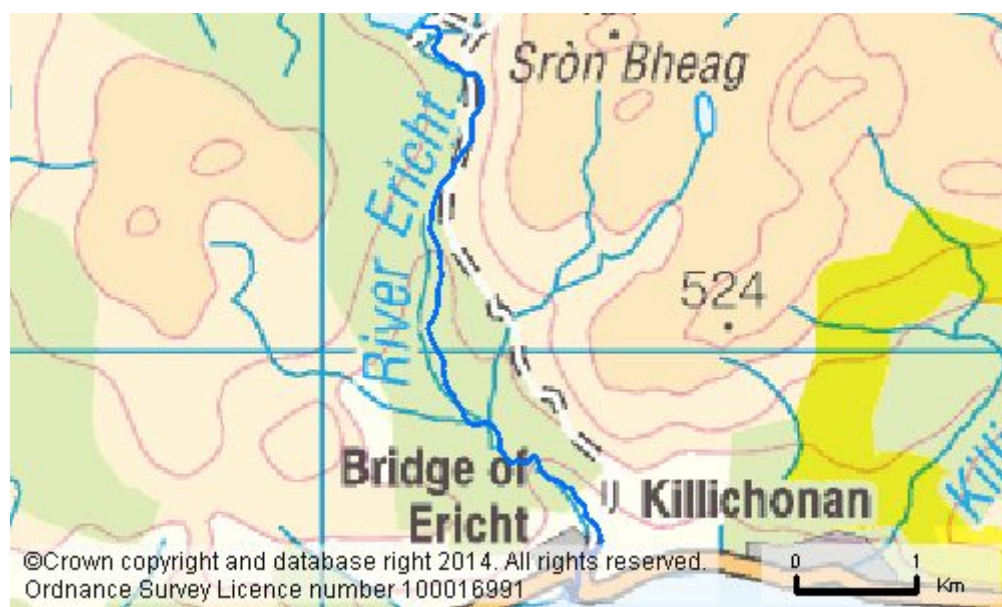 Sròn Bheag
River Ericht
524
Bridge of
Ericht
Killichonan
Killi
©Crown copyright and database right 2014. All rights reserved.
Ordnance Survey Licence number 100016991
0 1
Km